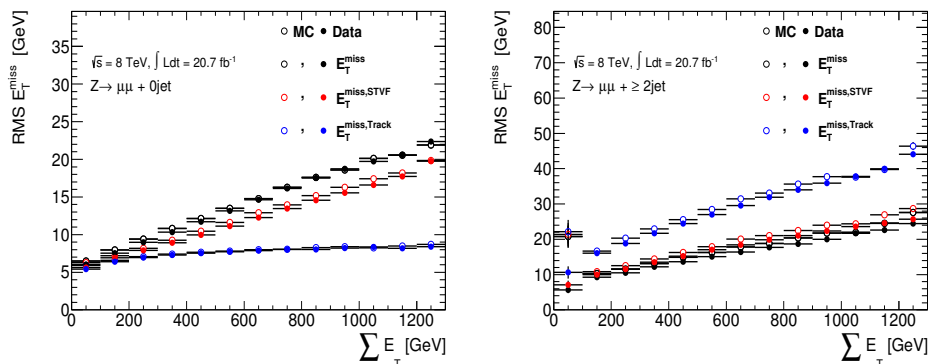 RMS E_T^miss [GeV]
35
30
25
20
15
10
5
0
0 200 400 600 800 1000 1200
∑ E_T [GeV]
MC Data
√s = 8 TeV, ∫ Ldt = 20.7 fb⁻¹
Z→ μμ + 0jet
, E_T^miss
, E_T^miss,STVF
, E_T^miss,Track
RMS E_T^miss [GeV]
80
70
60
50
40
30
20
10
0
0 200 400 600 800 1000 1200
∑ E_T [GeV]
MC Data
√s = 8 TeV, ∫ Ldt = 20.7 fb⁻¹
Z→ μμ + ≥ 2jet
, E_T^miss
, E_T^miss,STVF
, E_T^miss,Track